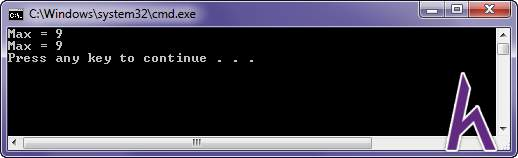 C:\Windows\system32\cmd.exe
Max = 9
Max = 9
Press any key to continue . . .